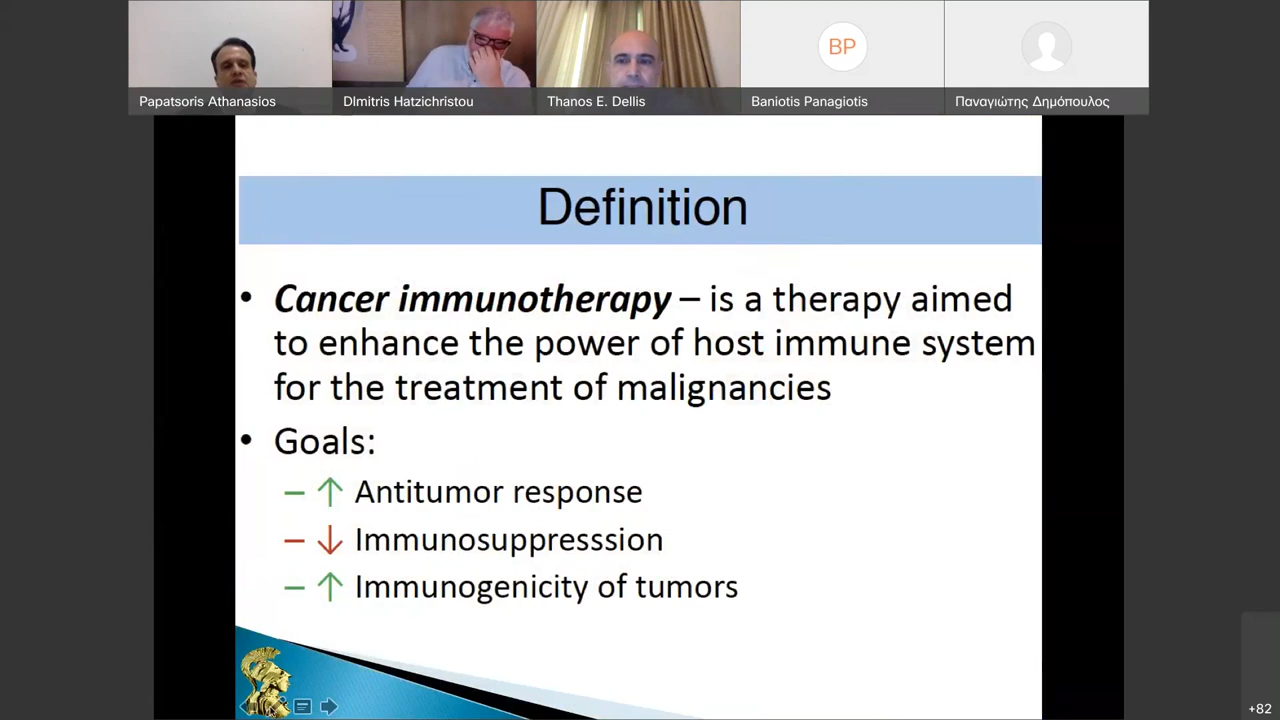 BP
Papatsoris Athanasios
DImitris Hatzichristou
Thanos E. Dellis
Baniotis Panagiotis
Παναγιώτης Δημόπουλος
Definition
• Cancer immunotherapy – is a therapy aimed
to enhance the power of host immune system
for the treatment of malignancies
• Goals:
– ↑ Antitumor response
– ↓ Immunosuppresssion
– ↑ Immunogenicity of tumors
+82